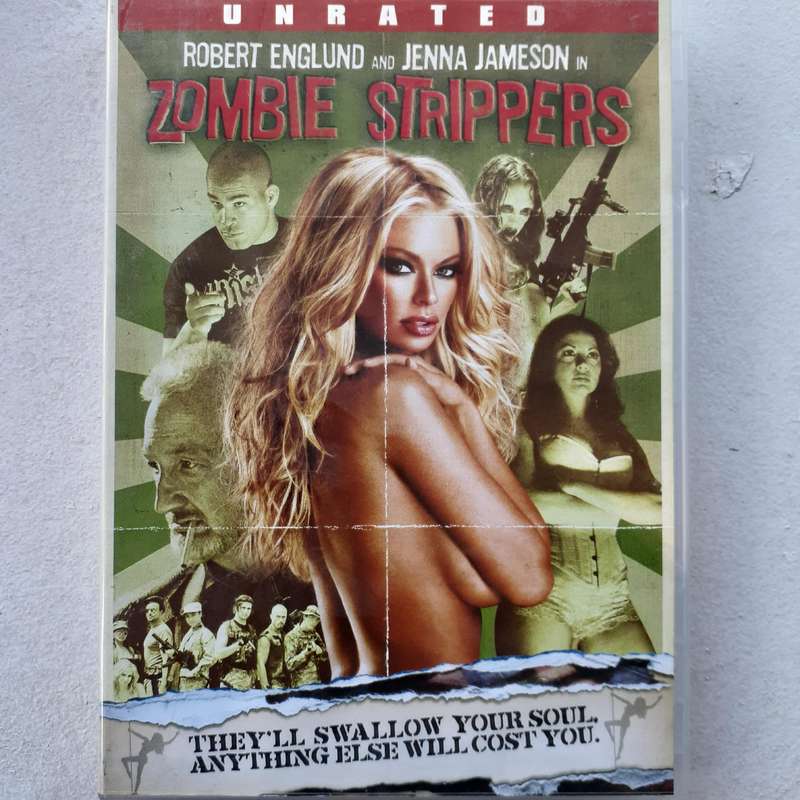 UNRATED
ROBERT ENGLUND AND JENNA JAMESON IN
ZOMBIE STRIPPERS
THEY'LL SWALLOW YOUR SOUL.
ANYTHING ELSE WILL COST YOU.